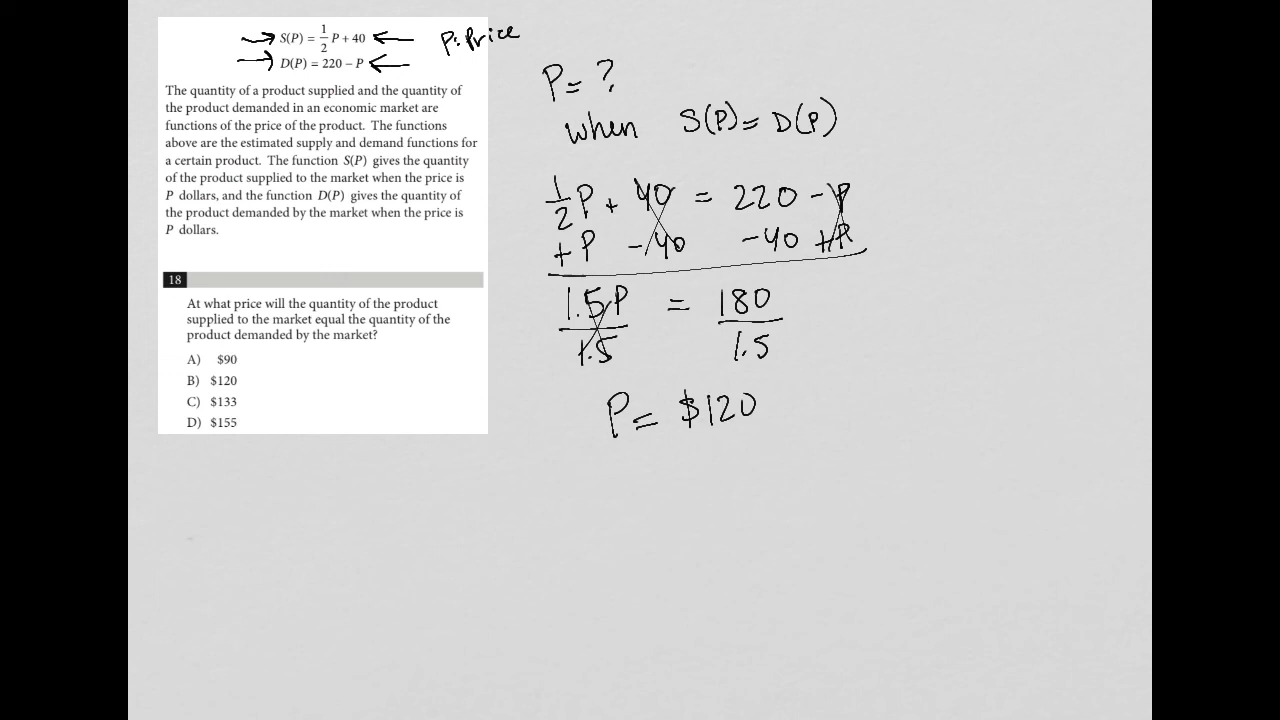 S(P) = 1/2 P + 40
D(P) = 220 − P
P: Price
The quantity of a product supplied and the quantity of
the product demanded in an economic market are
functions of the price of the product. The functions
above are the estimated supply and demand functions for
a certain product. The function S(P) gives the quantity
of the product supplied to the market when the price is
P dollars, and the function D(P) gives the quantity of
the product demanded by the market when the price is
P dollars.
18
At what price will the quantity of the product
supplied to the market equal the quantity of the
product demanded by the market?
A) $90
B) $120
C) $133
D) $155
P = ?
when S(P) = D(P)
1/2 P + 40 = 220 - P
+ P - 40 - 40 + P
1.5 P = 180
1.5 1.5
P = $120